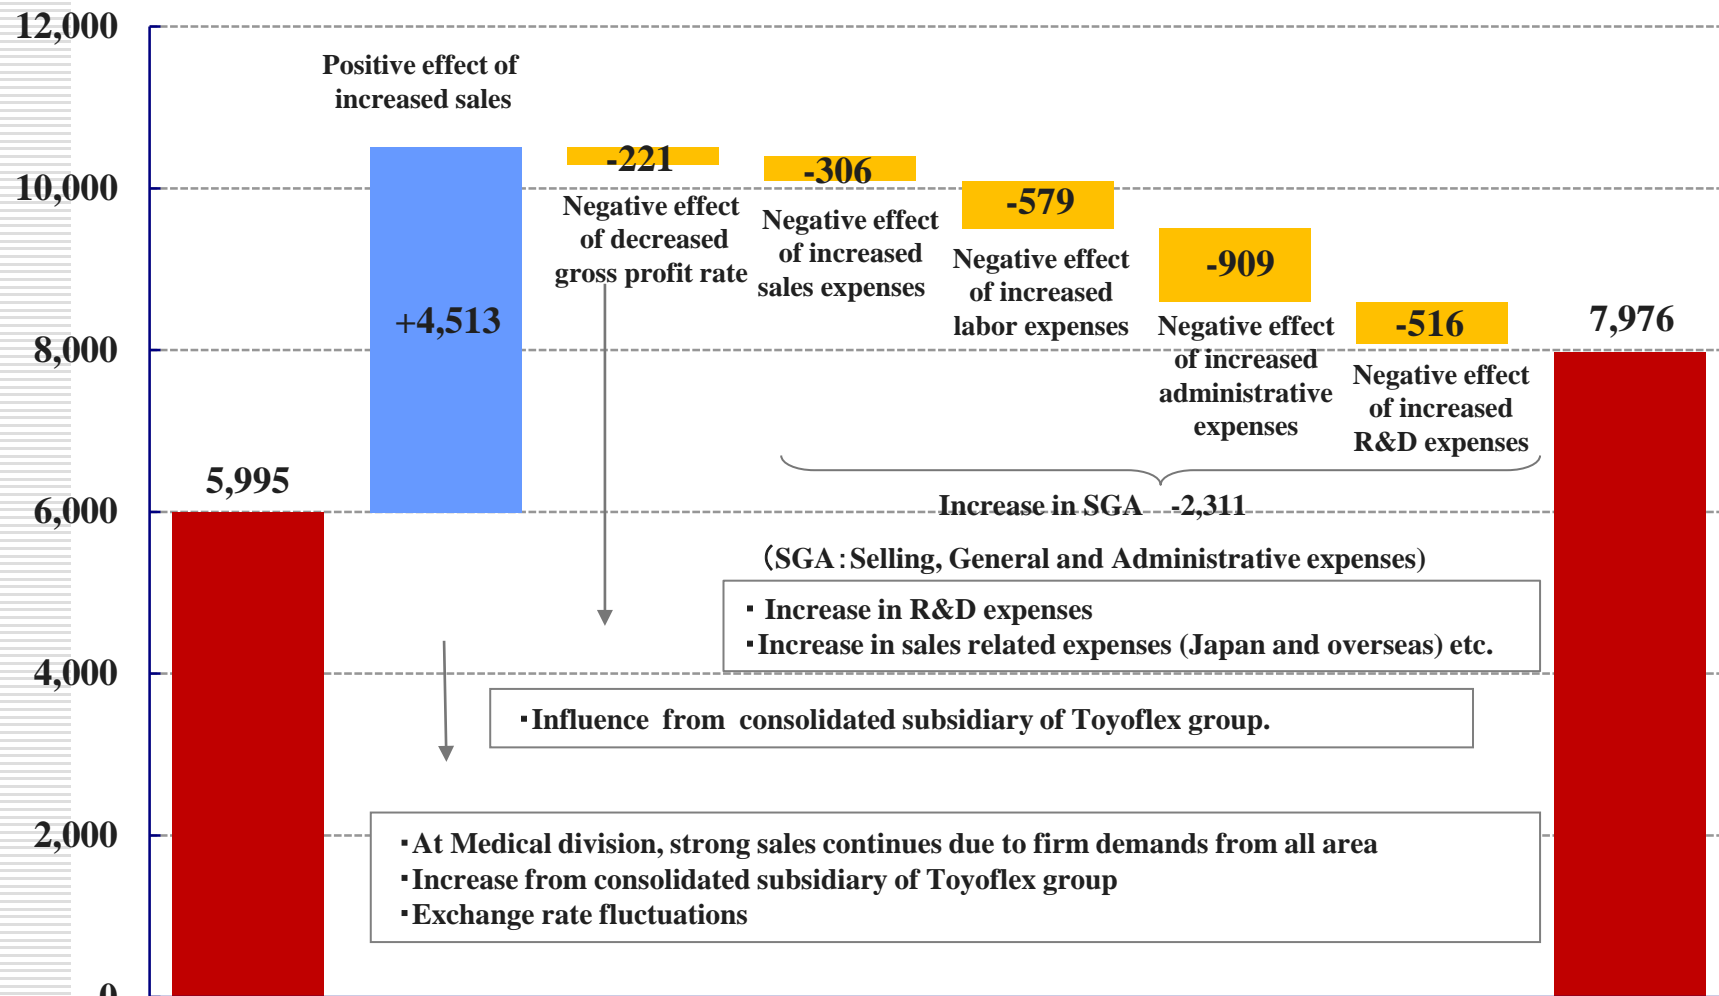 12,000
10,000
8,000
6,000
4,000
2,000
0
5,995
Positive effect of
increased sales
+4,513
-221
Negative effect
of decreased
gross profit rate
-306
Negative effect
of increased
sales expenses
-579
Negative effect
of increased
labor expenses
-909
Negative effect
of increased
administrative
expenses
-516
Negative effect
of increased
R&D expenses
7,976
Increase in SGA -2,311
（SGA：Selling, General and Administrative expenses)
・Increase in R&D expenses
・Increase in sales related expenses (Japan and overseas) etc.
・Influence from consolidated subsidiary of Toyoflex group.
・At Medical division, strong sales continues due to firm demands from all area
・Increase from consolidated subsidiary of Toyoflex group
・Exchange rate fluctuations